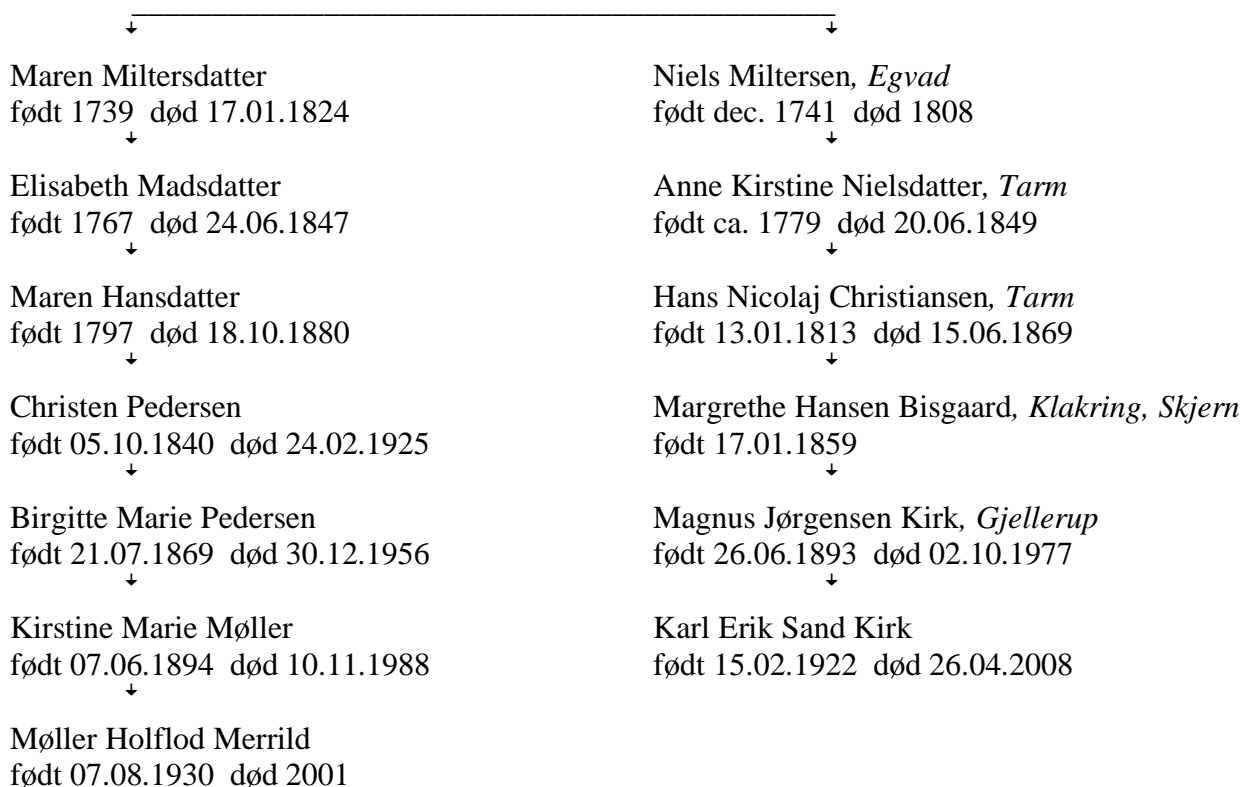 Maren Miltersdatter
født 1739 død 17.01.1824
Elisabeth Madsdatter
født 1767 død 24.06.1847
Maren Hansdatter
født 1797 død 18.10.1880
Christen Pedersen
født 05.10.1840 død 24.02.1925
Birgitte Marie Pedersen
født 21.07.1869 død 30.12.1956
Kirstine Marie Møller
født 07.06.1894 død 10.11.1988
Møller Holflod Merrild
født 07.08.1930 død 2001
Niels Miltersen, Egvad
født dec. 1741 død 1808
Anne Kirstine Nielsdatter, Tarm
født ca. 1779 død 20.06.1849
Hans Nicolaj Christiansen, Tarm
født 13.01.1813 død 15.06.1869
Margrethe Hansen Bisgaard, Klakring, Skjern
født 17.01.1859
Magnus Jørgensen Kirk, Gjellerup
født 26.06.1893 død 02.10.1977
Karl Erik Sand Kirk
født 15.02.1922 død 26.04.2008